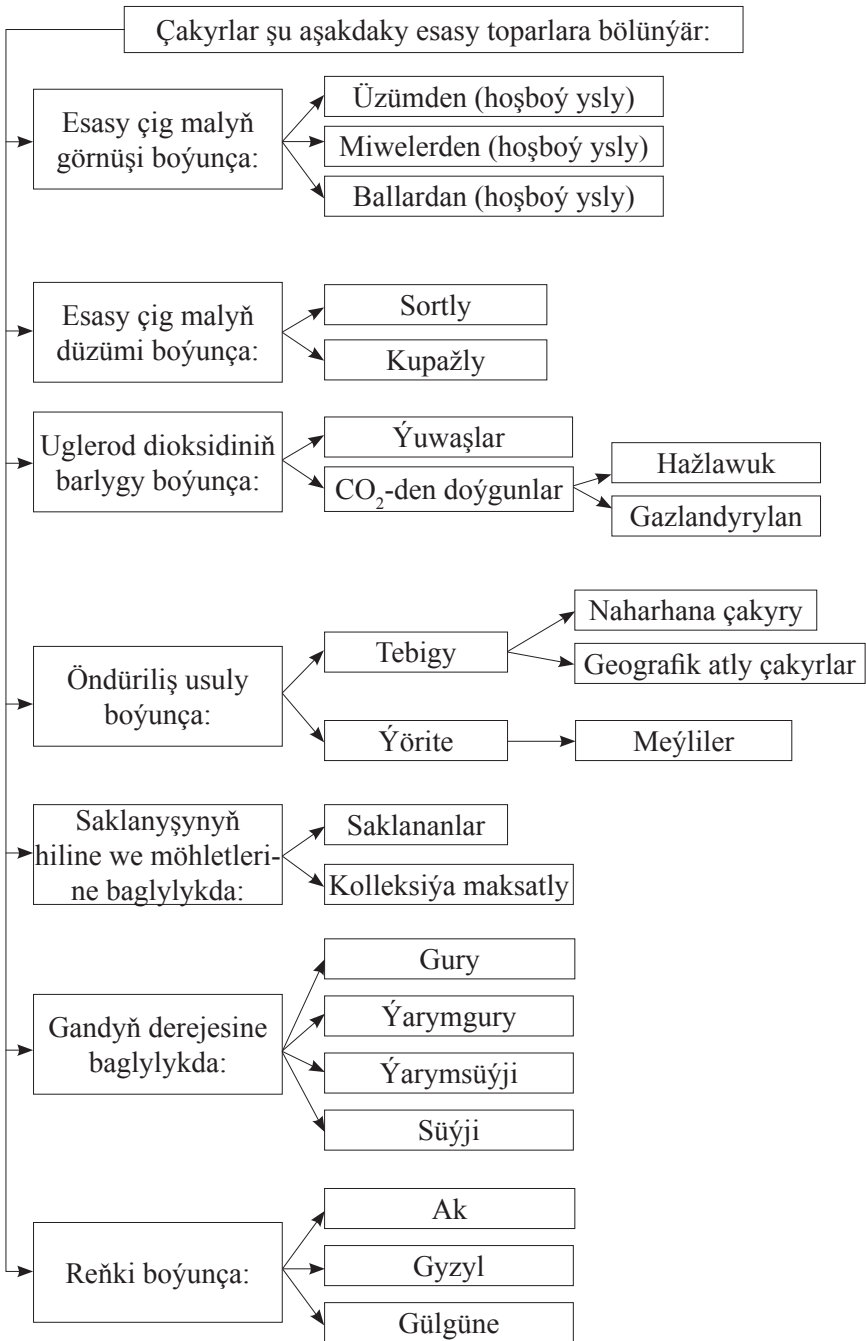 Çakyrlar şu aşakdaky esasy toparlara bölünýär:
Esasy çig malyň
görnüşi boýunça:
Üzümden (hoşboý ysly)
Miwelerden (hoşboý ysly)
Ballardan (hoşboý ysly)
Esasy çig malyň
düzümi boýunça:
Sortly
Kupažly
Uglerod dioksidiniň
barlygy boýunça:
Ýuwaşlar
CO₂-den doýgunlar
Hažlawuk
Gazlandyrylan
Öndüriliş usuly
boýunça:
Tebigy
Naharhana çakyry
Geografik atly çakyrlar
Ýörite
Meýliler
Saklanyşynyň
hiline we möhletleri-
ne baglylykda:
Saklananlar
Kolleksiýa maksatly
Gandyň derejesine
baglylykda:
Gury
Ýarymgury
Ýarymsüýji
Süýji
Reňki boýunça:
Ak
Gyzyl
Gülgüne